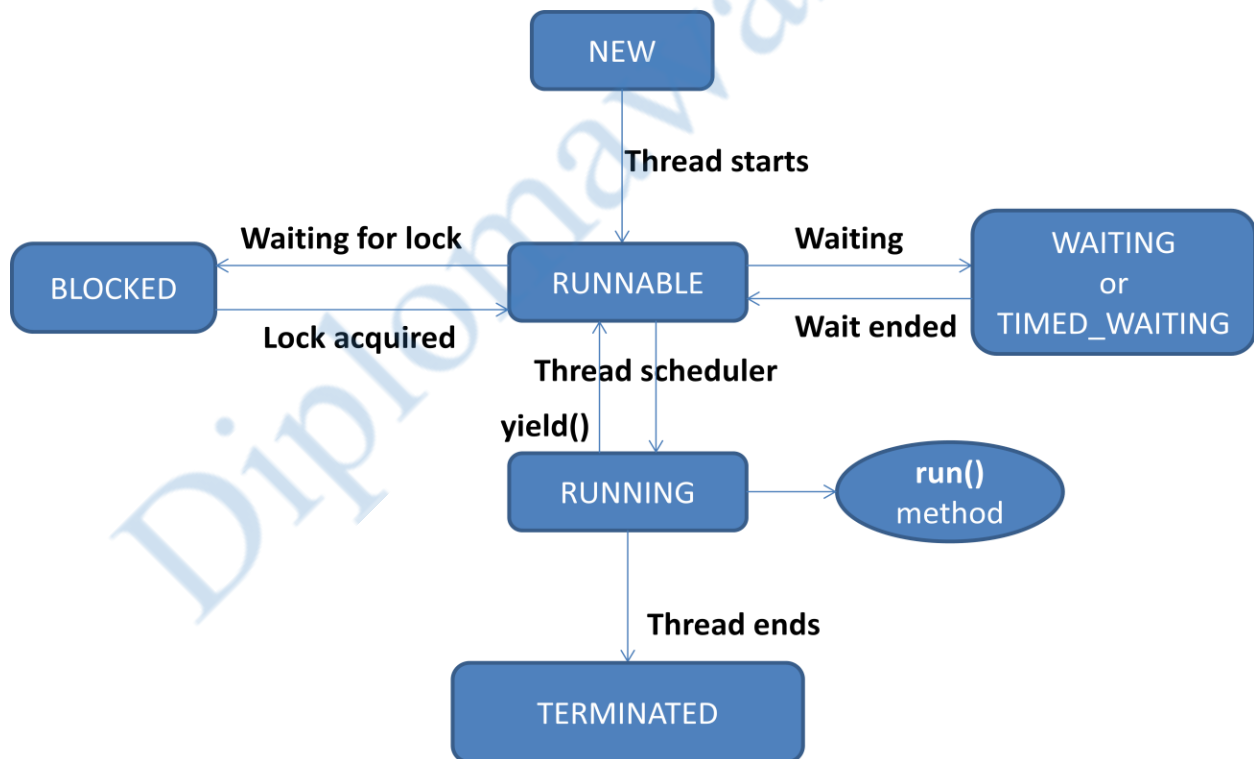 NEW
Thread starts
Waiting for lock
Waiting
WAITING
or
TIMED_WAITING
BLOCKED
RUNNABLE
Lock acquired
Wait ended
Thread scheduler
yield()
RUNNING
run()
method
Thread ends
TERMINATED